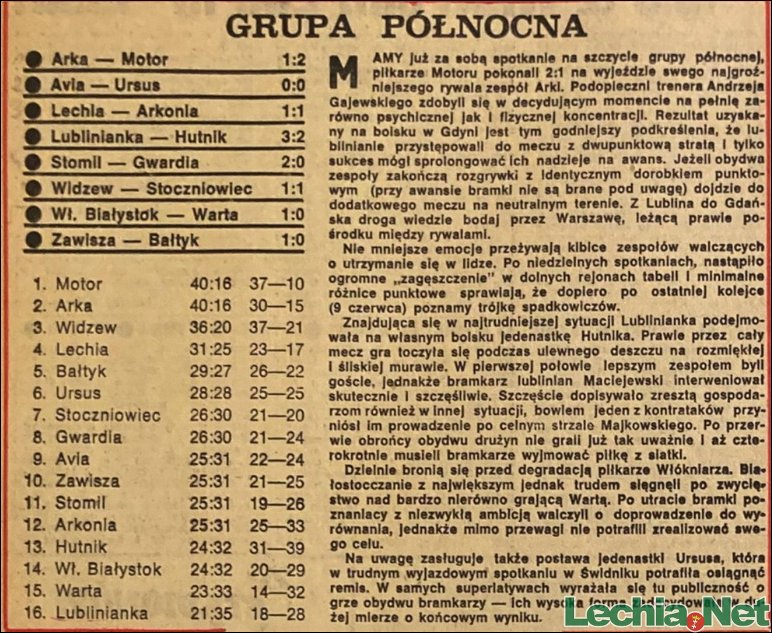 GRUPA PÓŁNOCNA
Arka — Motor 1:2
Avia — Ursus 0:0
Lechia — Arkonia 1:1
Lublinianka — Hutnik 3:2
Stomil — Gwardia 2:0
Widzew — Stoczniowiec 1:1
Wł. Białystok — Warta 1:0
Zawisza — Bałtyk 1:0
1. Motor 40:16 37—10
2. Arka 40:16 30—15
3. Widzew 36:20 37—21
4. Lechia 31:25 23—17
5. Bałtyk 29:27 26—22
6. Ursus 28:28 25—25
7. Stoczniowiec 26:30 21—20
8. Gwardia 26:30 21—24
9. Avia 25:31 22—24
10. Zawisza 25:31 21—25
11. Stomil 25:31 19—26
12. Arkonia 25:31 25—33
13. Hutnik 24:32 31—39
14. Wł. Białystok 24:32 20—29
15. Warta 23:33 14—32
16. Lublinianka 21:35 18—28
MAMY już za sobą spotkanie na szczycie grupy północnej,
piłkarze Motoru pokonali 2:1 na wyjeździe swego najgroź-
niejszego rywala zespół Arki. Podopieczni trenera Andrzeja
Gajewskiego zdobyli się w decydującym momencie na pełnię za-
równo psychicznej jak i fizycznej koncentracji. Rezultat uzyska-
ny na boisku w Gdyni jest tym godniejszy podkreślenia, że lu-
blinianie przystępowali do meczu z dwupunktową stratą i tylko
sukces mógł sprolongować ich nadzieje na awans. Jeżeli obydwa
zespoły zakończą rozgrywki z identycznym dorobkiem punkto-
wym (przy awansie bramki nie są brane pod uwagę) dojdzie do
dodatkowego meczu na neutralnym terenie. Z Lublina do Gdań-
ska droga wiedzie bodaj przez Warszawę, leżącą prawie po-
środku między rywalami.
Nie mniejsze emocje przeżywają kibice zespołów walczących
o utrzymanie się w lidze. Po niedzielnych spotkaniach, nastąpiło
ogromne „zagęszczenie" w dolnych rejonach tabeli i minimalne
różnice punktowe sprawiają, że dopiero po ostatniej kolejce
(9 czerwca) poznamy trójkę spadkowiczów.
Znajdująca się w najtrudniejszej sytuacji Lublinianka podejmo-
wała na własnym boisku jedenastkę Hutnika. Prawie przez cały
mecz gra toczyła się podczas ulewnego deszczu na rozmiękłej
i śliskiej murawie. W pierwszej połowie lepszym zespołem byli
goście, jednakże bramkarz lublinian Maciejewski interweniował
skutecznie i szczęśliwie. Szczęście dopisywało zresztą gospoda-
rzom również w innej sytuacji, bowiem jeden z kontrataków przy-
niósł im prowadzenie po celnym strzale Majkowskiego. Po przer-
wie obrońcy obydwu drużyn nie grali już tak uważnie i aż czte-
rokrotnie musieli bramkarze wyjmować piłkę z siatki.
Dzielnie bronią się przed degradacją piłkarze Włókniarza. Bia-
łostocczanie z największym jednak trudem sięgnęli po zwycię-
stwo nad bardzo nierówno grającą Wartą. Po utracie bramki po-
znaniacy z niezwykłą ambicją walczyli o doprowadzenie do wy-
równania, jednakże mimo przewagi nie potrafili zrealizować swe-
go celu.
Na uwagę zasługuje także postawa jedenastki Ursusa, która
w trudnym wyjazdowym spotkaniu w Świdniku potrafiła osiągnąć
remis. W samych superlatywach wyrażała się tu publiczność o
grze obydwu bramkarzy — ich wysoka forma zadecydowała w du-
żej mierze o końcowym wyniku.
Lechia.Net